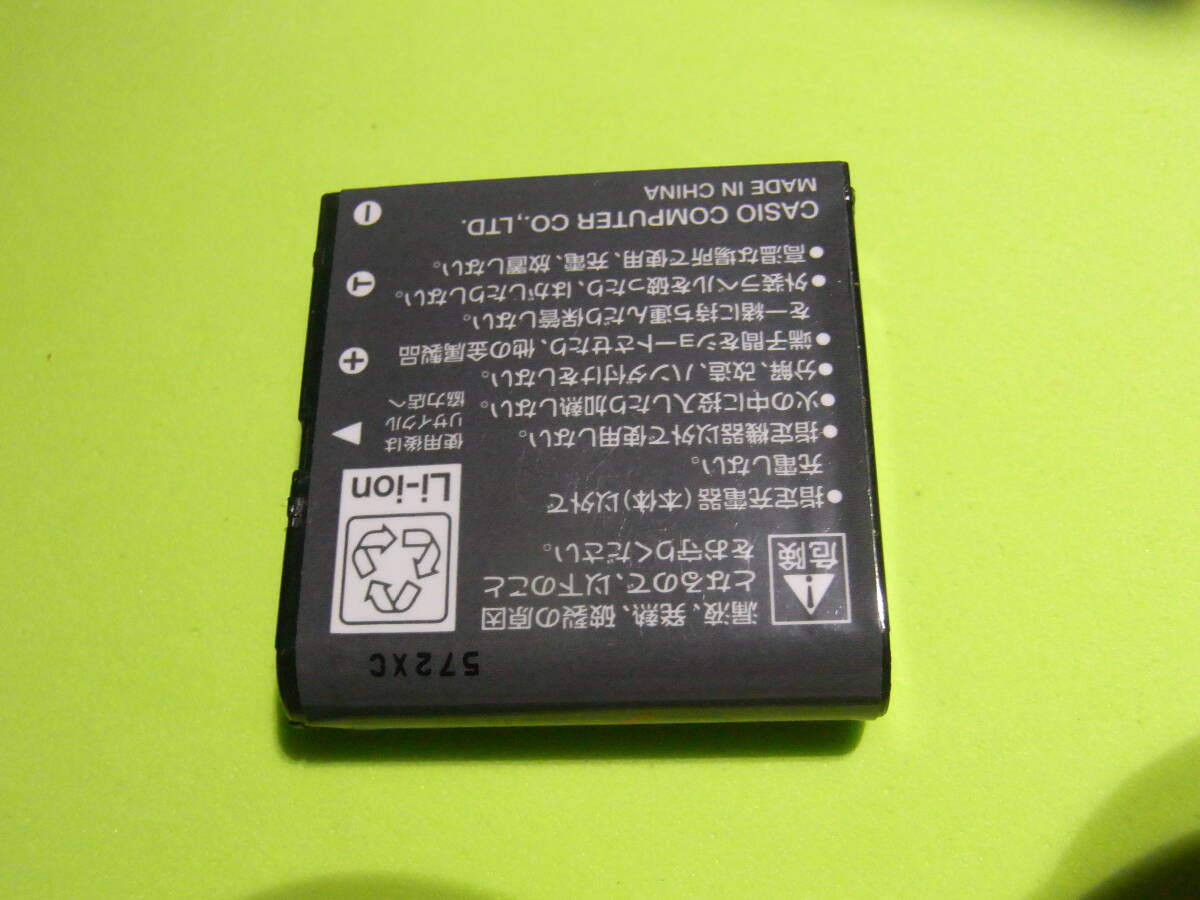 572XC
危険
漏液、発熱、破裂の原因
となるので、以下のこと
をお守りください。
●指定充電器(本体)以外で
充電しない。
●指定機器以外で使用しない。
●火の中に投入したり加熱しない。
●分解、改造、ハンダ付けをしない。
●端子間をショートさせたり、他の金属製品
を一緒に持ち運んだり保管しない。
●外装ラベルを破ったり、はがしたりしない。
●高温な場所で使用、充電、放置しない。
CASIO COMPUTER CO.,LTD.
MADE IN CHINA
Li-ion
使用後は
リサイクル
協力店へ
+
T
-